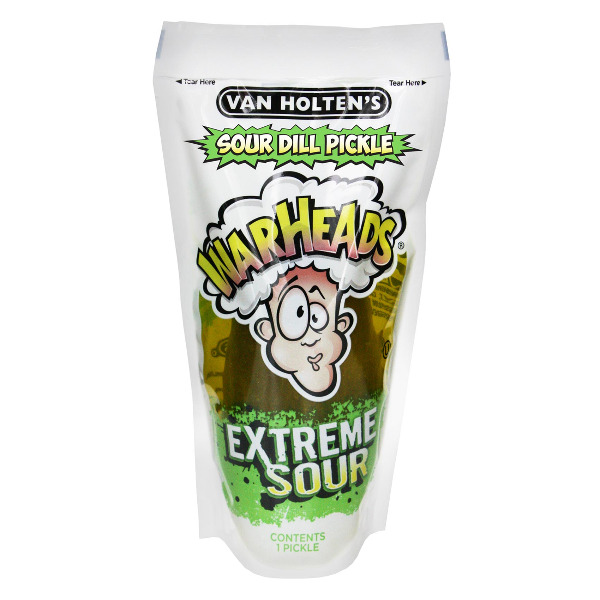 ◀Tear Here
Tear Here▶
VAN HOLTEN'S
SOUR DILL PICKLE
WARHEADS®
EXTREME
SOUR
CONTENTS
1 PICKLE